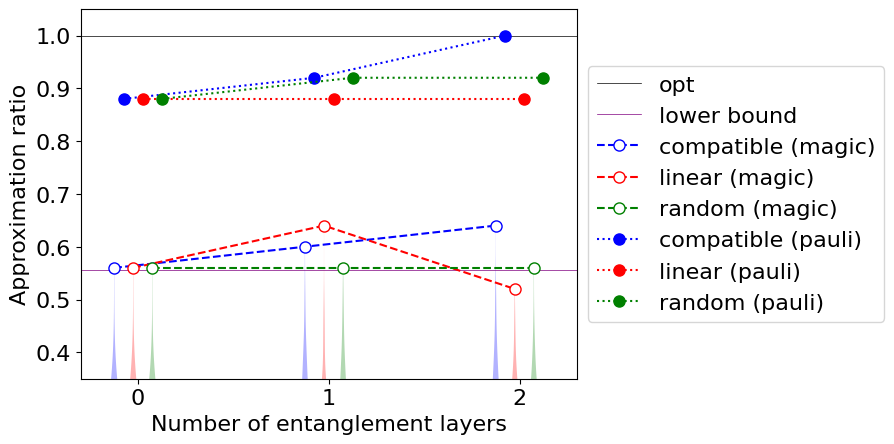 Approximation ratio
1.0
0.9
0.8
0.7
0.6
0.5
0.4
0
1
2
Number of entanglement layers
opt
lower bound
compatible (magic)
linear (magic)
random (magic)
compatible (pauli)
linear (pauli)
random (pauli)